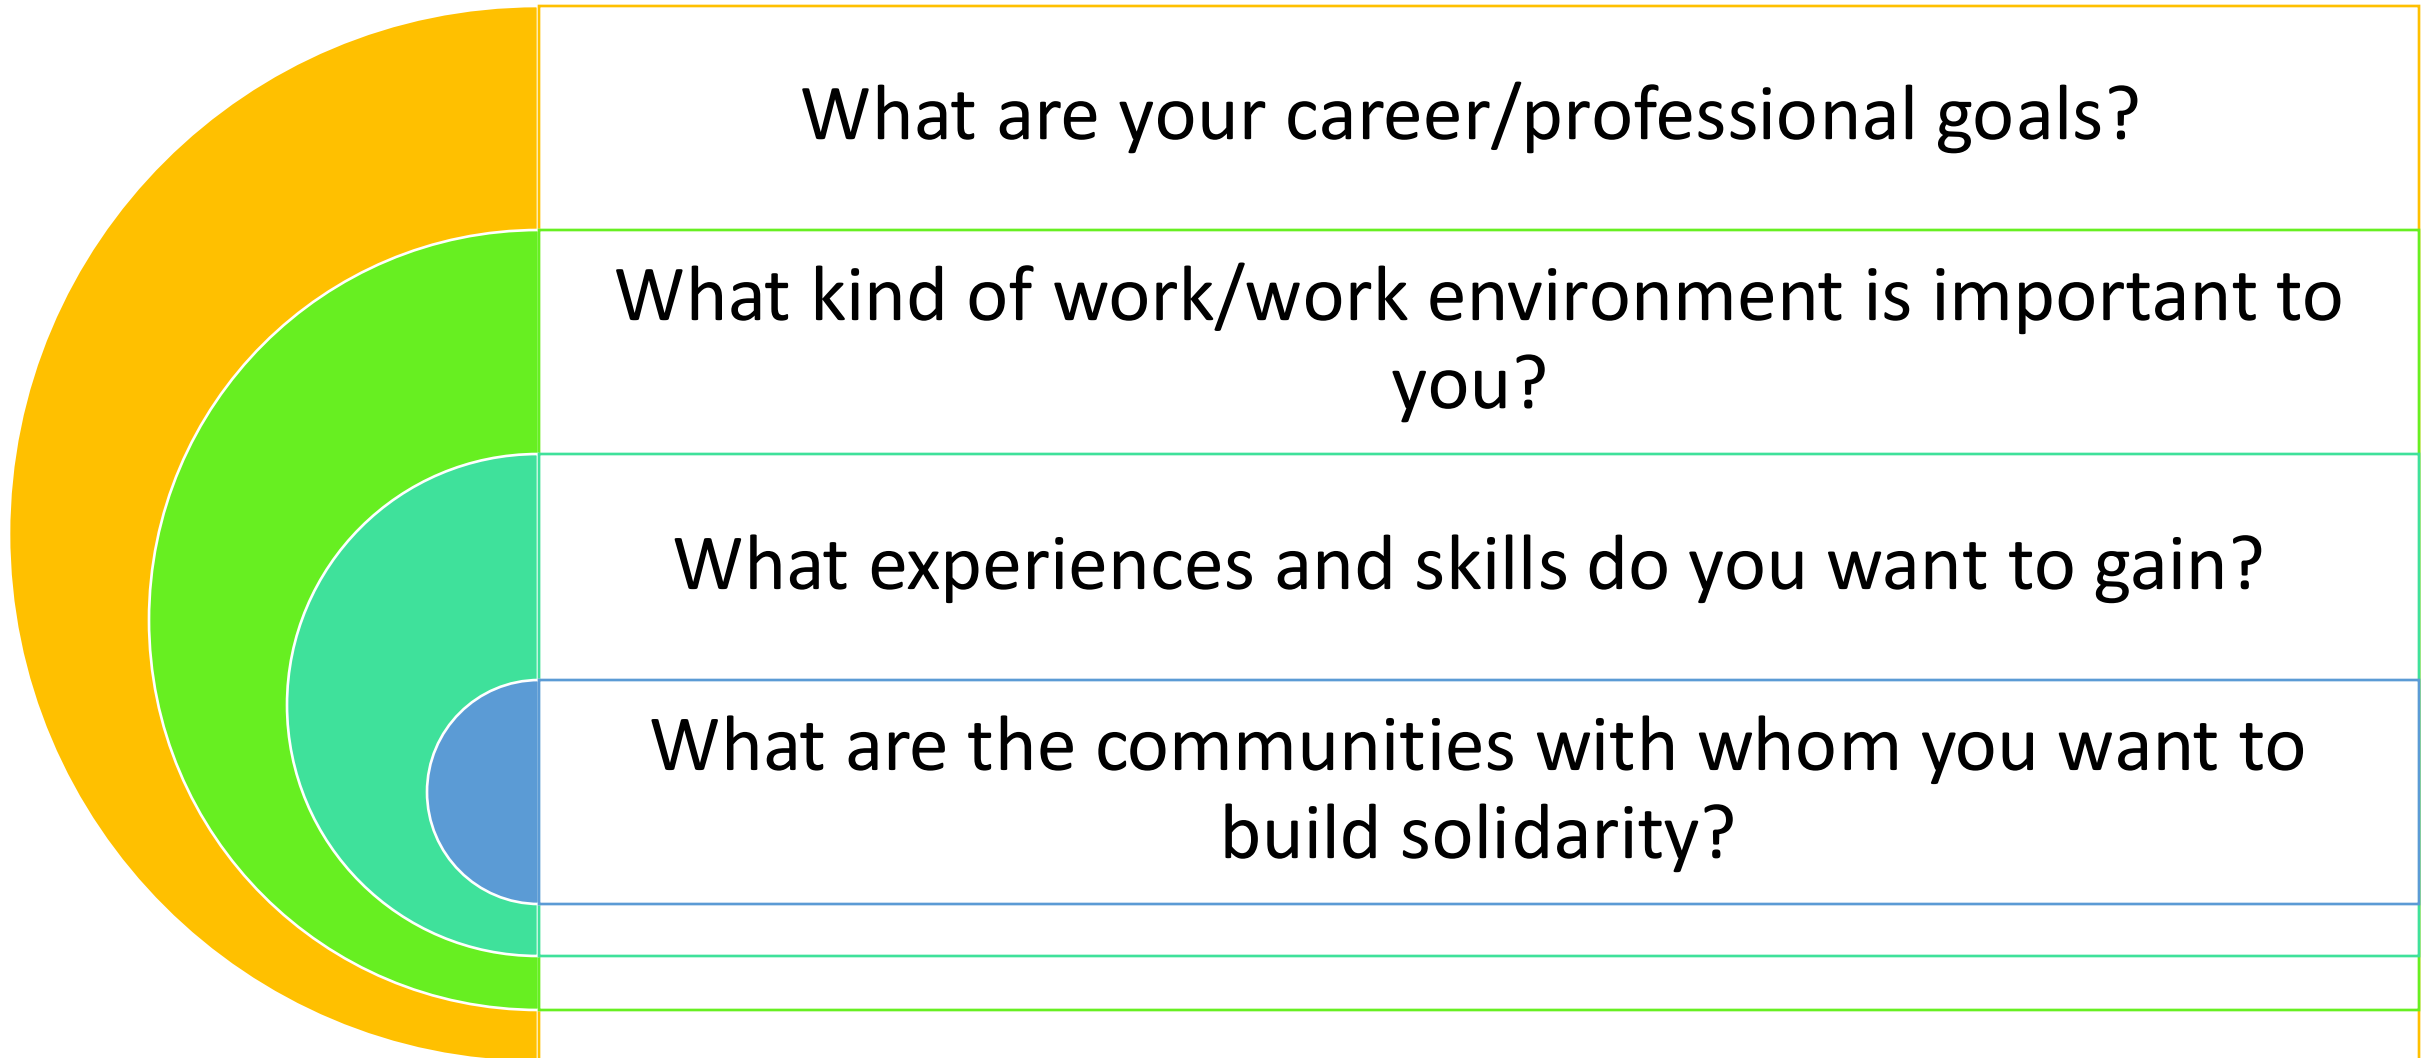 What are your career/professional goals?
What kind of work/work environment is important to
you?
What experiences and skills do you want to gain?
What are the communities with whom you want to
build solidarity?